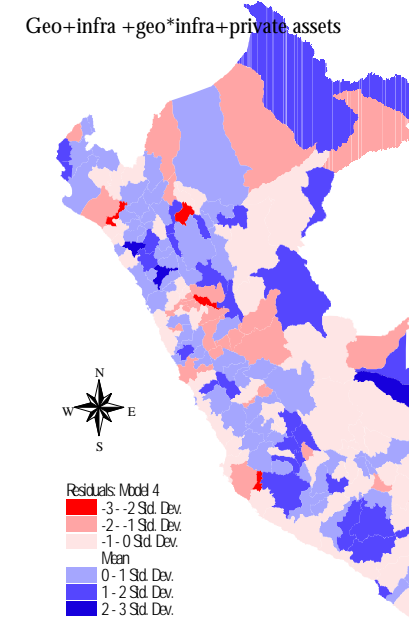 Geo+infra +geo*infra+private assets
N
W E
S
Residuals: Model 4
-3 - -2 Std. Dev.
-2 - -1 Std. Dev.
-1 - 0 Std. Dev.
Mean
0 - 1 Std. Dev.
1 - 2 Std. Dev.
2 - 3 Std. Dev.